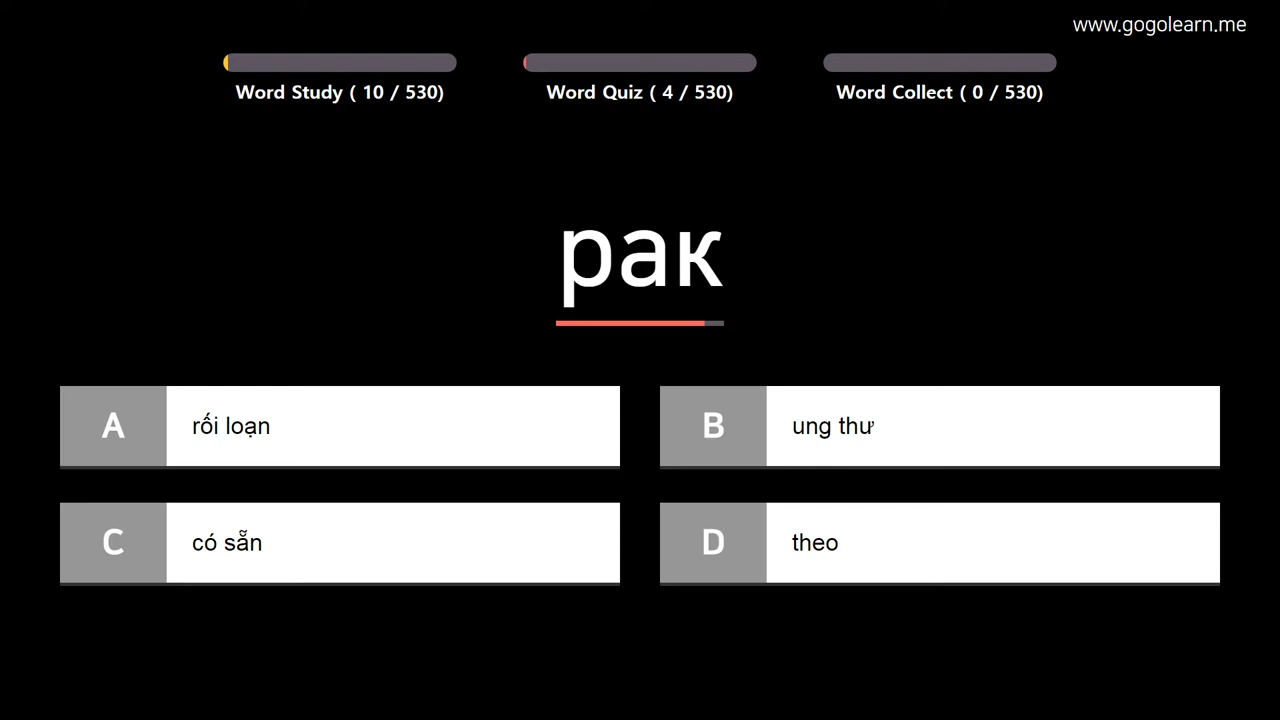 www.gogolearn.me
Word Study ( 10 / 530)
Word Quiz ( 4 / 530)
Word Collect ( 0 / 530)
рак
A
rối loạn
B
ung thư
C
có sẵn
D
theo